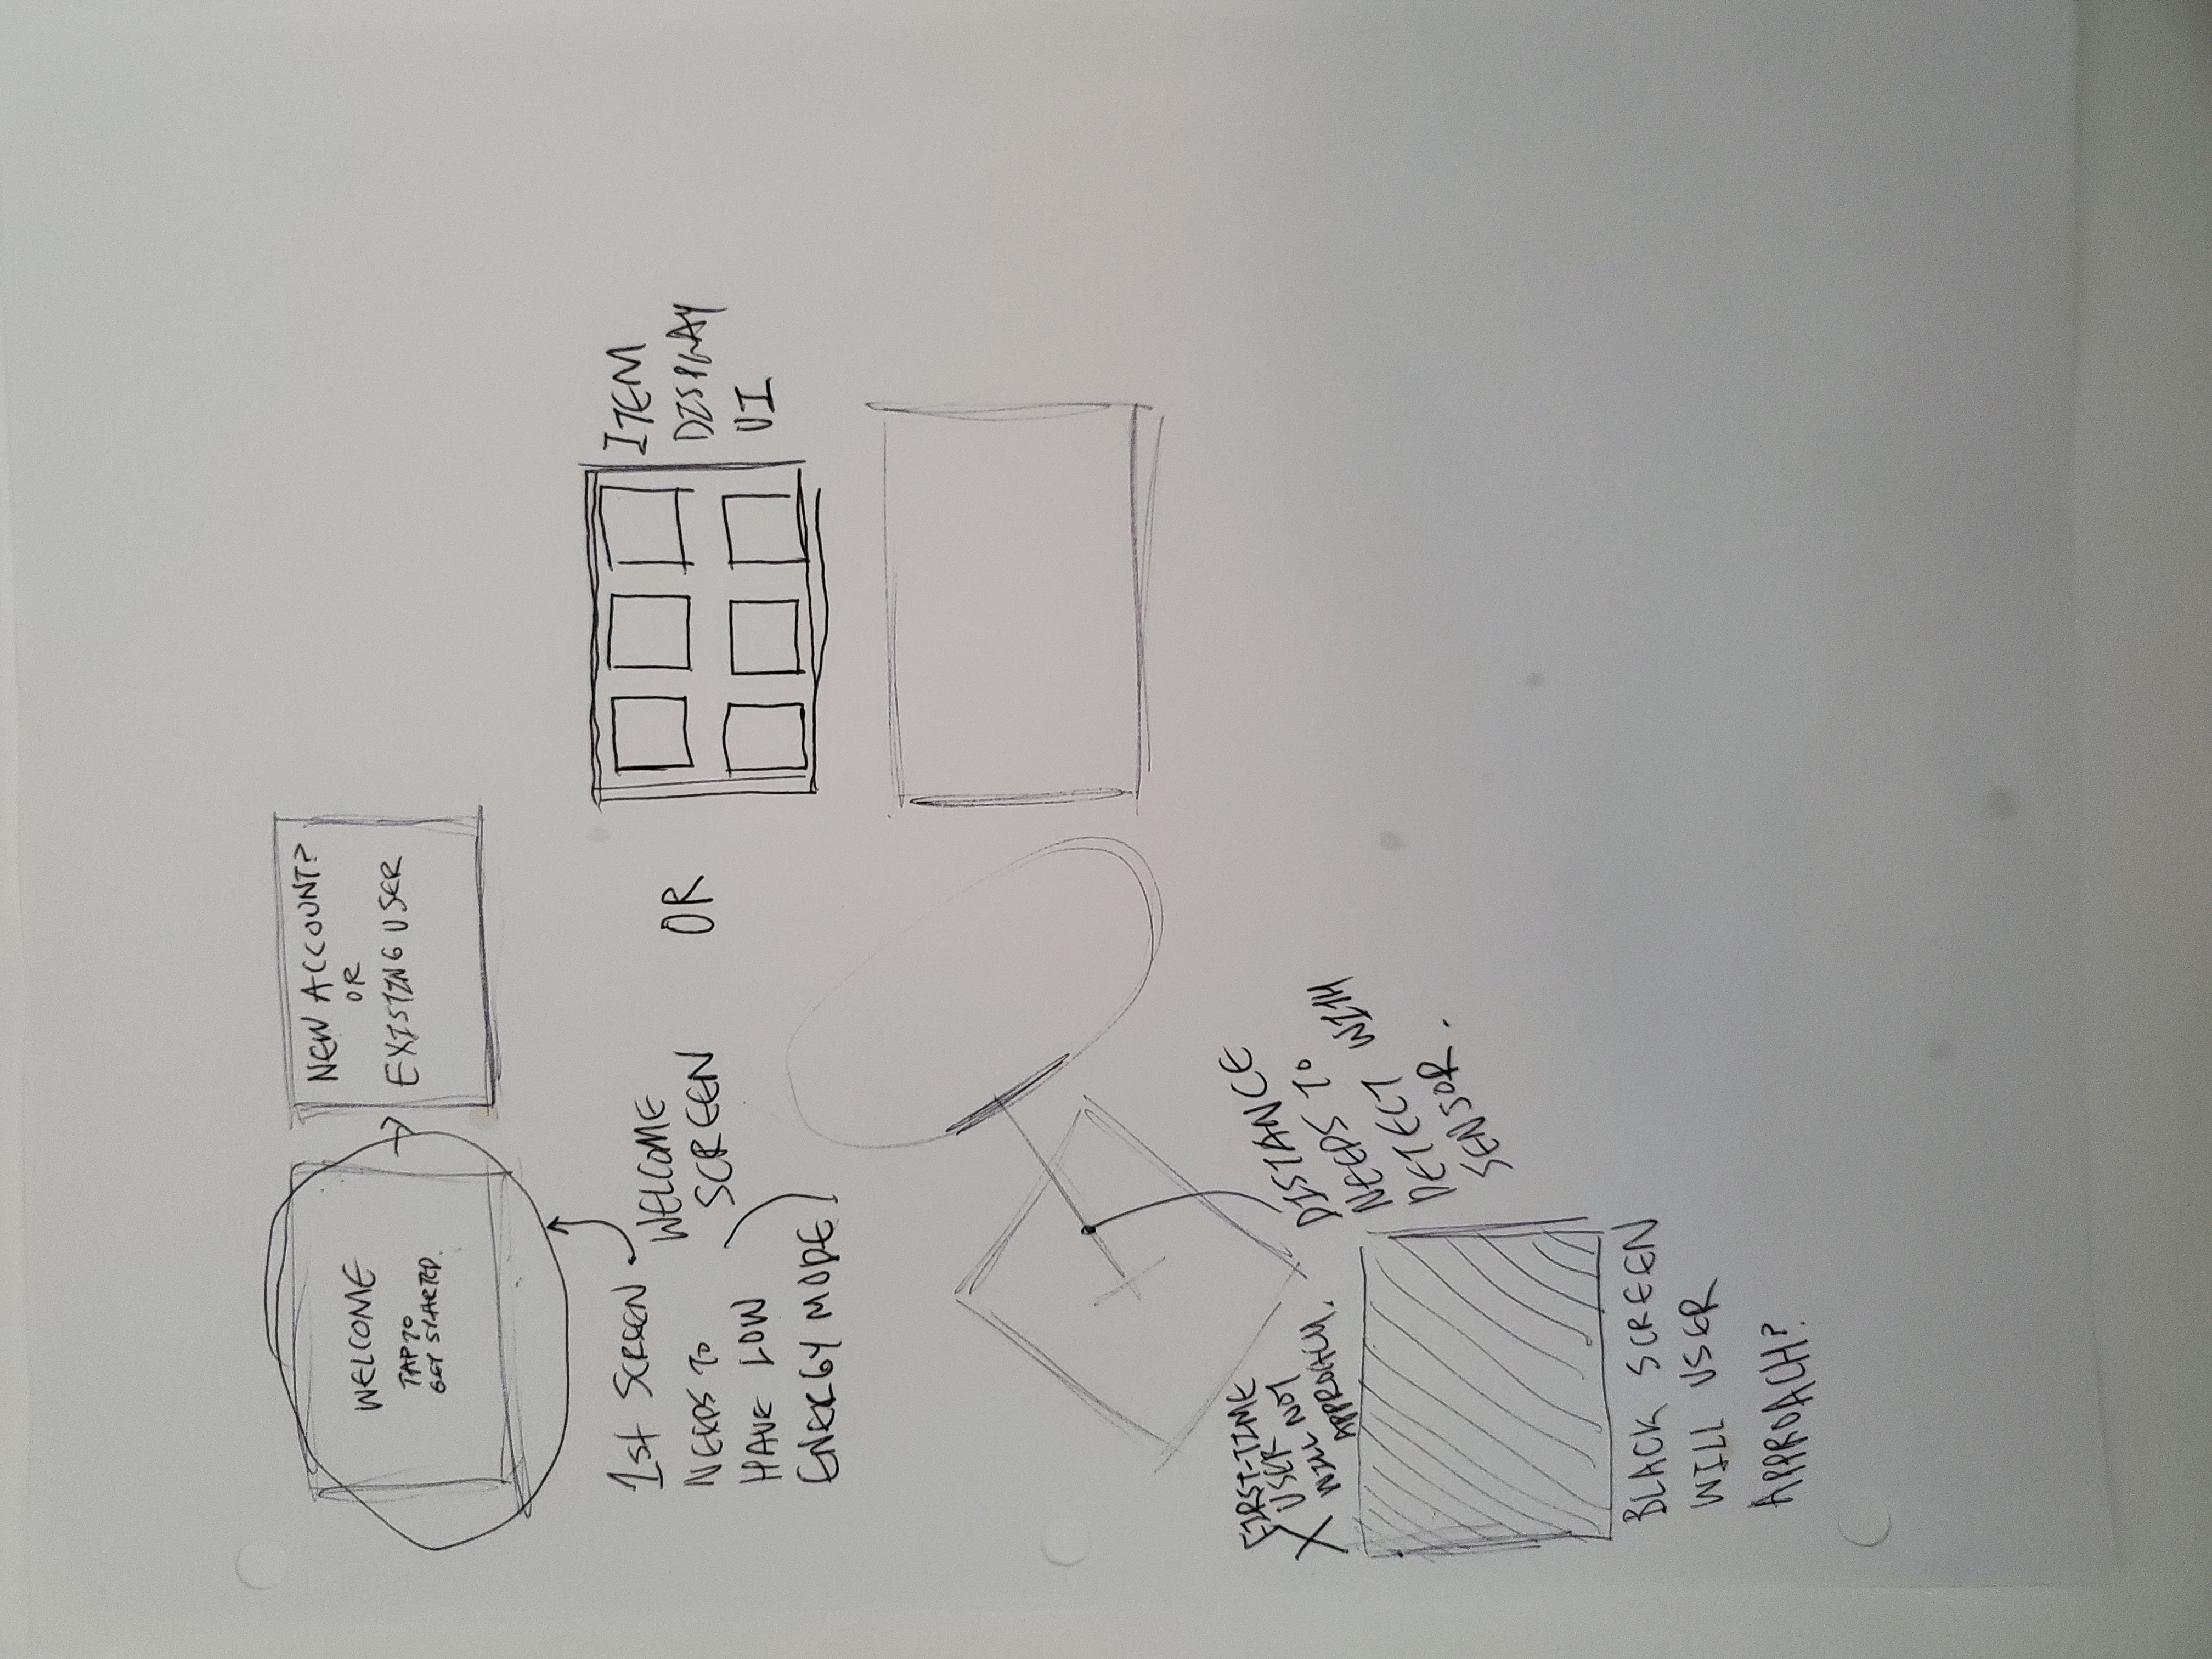 WELCOME
TAP TO
GET STARTED.
NEW ACCOUNT?
OR
EXISTING USER
1st SCREEN
NEEDS TO
HAVE LOW
ENERGY MODE
WELCOME
SCREEN
OR
ITEM
DISPLAY
UI
FIRST-TIME
X USER
WILL NOT
APPROACH.
DISTANCE
NEEDS TO
DETECT WITH
SENSOR.
BLACK SCREEN
WILL USER
APPROACH?